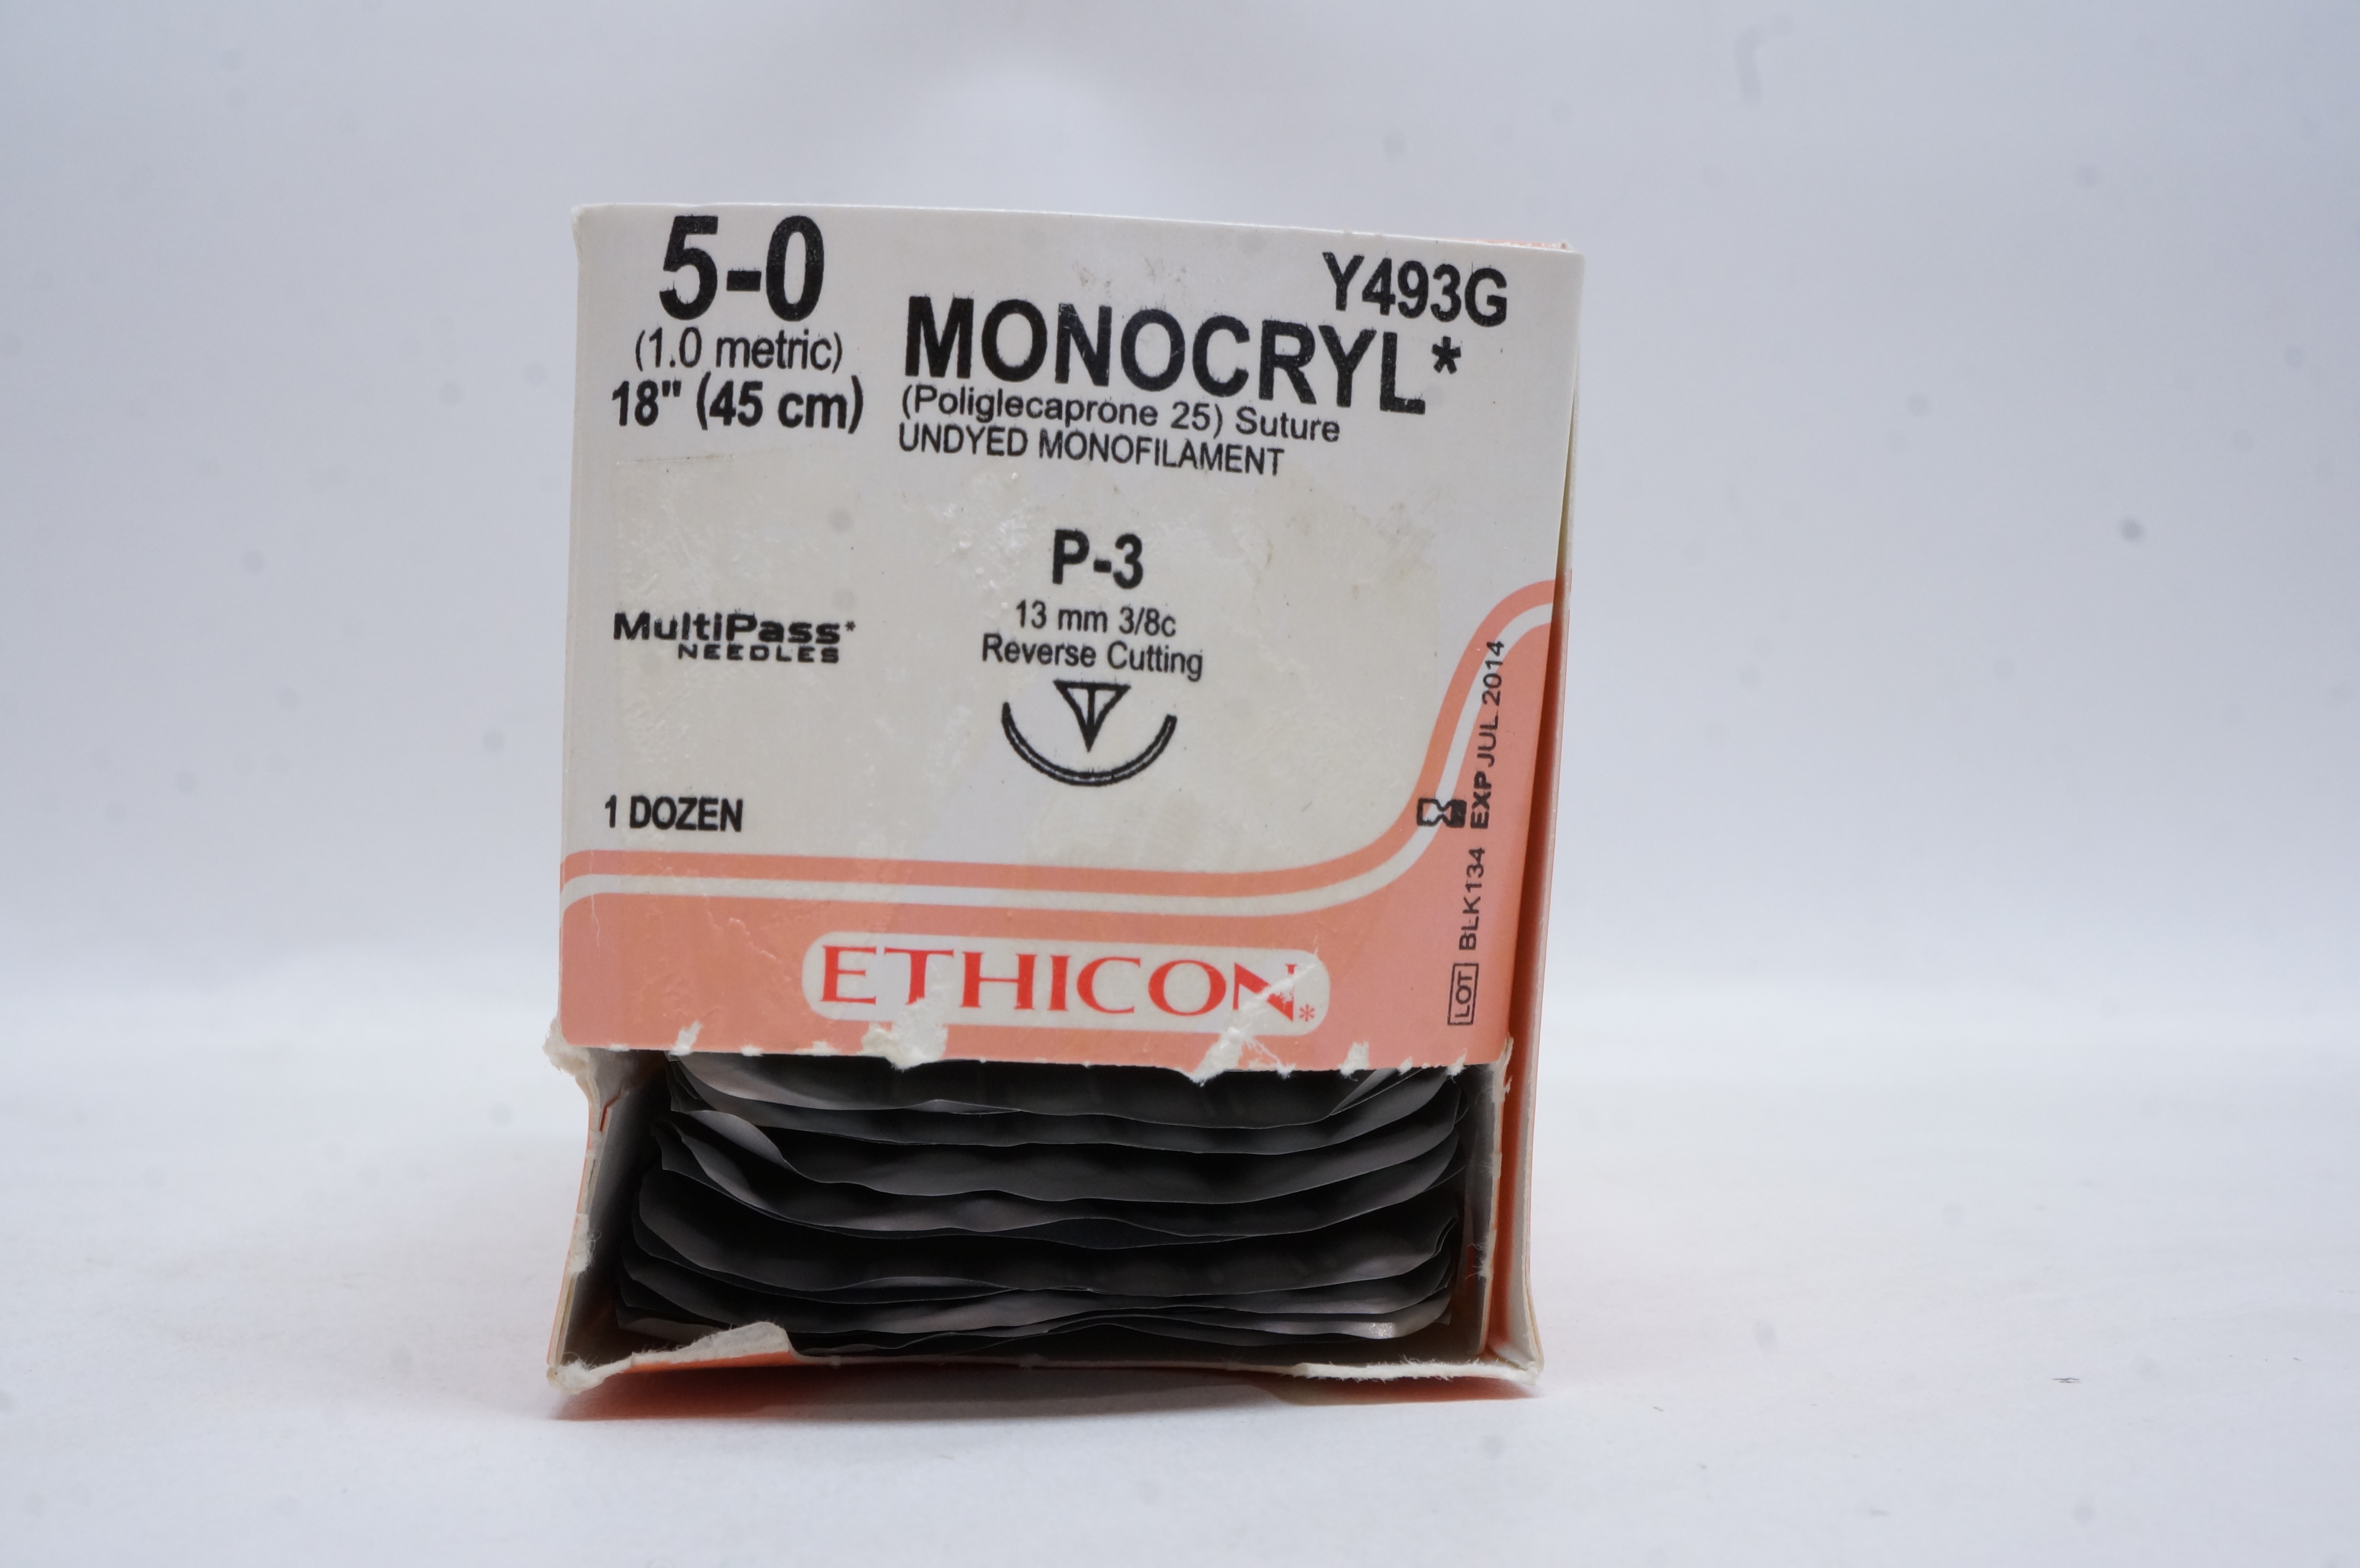 5-0
(1.0 metric)
18" (45 cm)
Y493G
MONOCRYL*
(Poliglecaprone 25) Suture
UNDYED MONOFILAMENT
P-3
13 mm 3/8c
Reverse Cutting
MultiPass*
NEEDLES
1 DOZEN
ETHICON*
LOT BLK134 EXP JUL 2014